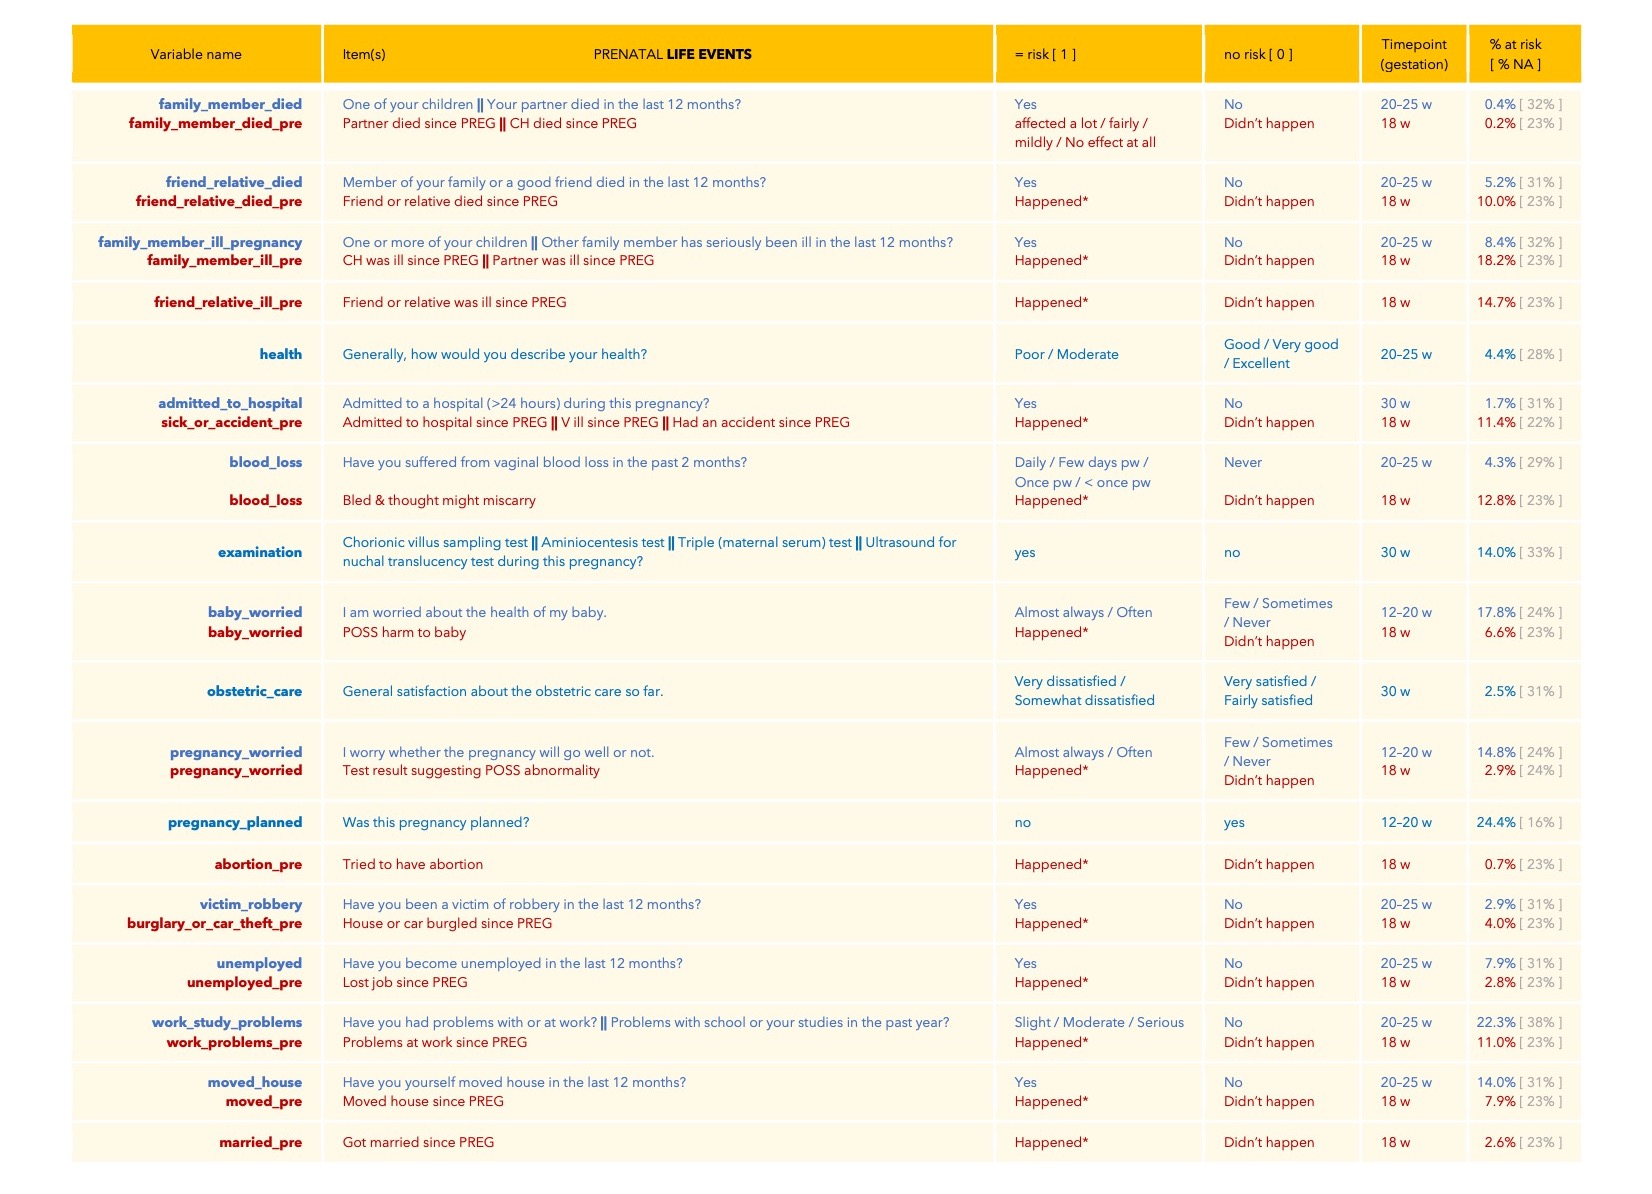 Variable name Item(s) PRENATAL LIFE EVENTS = risk [ 1 ] no risk [ 0 ] Timepoint (gestation) % at risk [ % NA ]
family_member_died One of your children || Your partner died in the last 12 months? Yes No 20–25 w 0.4% [ 32% ]
family_member_died_pre Partner died since PREG || CH died since PREG affected a lot / fairly / Didn't happen 18 w 0.2% [ 23% ]
mildly / No effect at all
friend_relative_died Member of your family or a good friend died in the last 12 months? Yes No 20–25 w 5.2% [ 31% ]
friend_relative_died_pre Friend or relative died since PREG Happened* Didn't happen 18 w 10.0% [ 23% ]
family_member_ill_pregnancy One or more of your children || Other family member has seriously been ill in the last 12 months? Yes No 20–25 w 8.4% [ 32% ]
family_member_ill_pre CH was ill since PREG || Partner was ill since PREG Happened* Didn't happen 18 w 18.2% [ 23% ]
friend_relative_ill_pre Friend or relative was ill since PREG Happened* Didn't happen 18 w 14.7% [ 23% ]
health Generally, how would you describe your health? Poor / Moderate Good / Very good / Excellent 20–25 w 4.4% [ 28% ]
admitted_to_hospital Admitted to a hospital (>24 hours) during this pregnancy? Yes No 30 w 1.7% [ 31% ]
sick_or_accident_pre Admitted to hospital since PREG || V ill since PREG || Had an accident since PREG Happened* Didn't happen 18 w 11.4% [ 22% ]
blood_loss Have you suffered from vaginal blood loss in the past 2 months? Daily / Few days pw / Never 20–25 w 4.3% [ 29% ]
Once pw / < once pw
blood_loss Bled & thought might miscarry Happened* Didn't happen 18 w 12.8% [ 23% ]
examination Chorionic villus sampling test || Aminiocentesis test || Triple (maternal serum) test || Ultrasound for
nuchal translucency test during this pregnancy? yes no 30 w 14.0% [ 33% ]
baby_worried I am worried about the health of my baby. Almost always / Often Few / Sometimes / Never 12–20 w 17.8% [ 24% ]
baby_worried POSS harm to baby Happened* Didn't happen 18 w 6.6% [ 23% ]
obstetric_care General satisfaction about the obstetric care so far. Very dissatisfied / Somewhat dissatisfied Very satisfied / Fairly satisfied 30 w 2.5% [ 31% ]
pregnancy_worried I worry whether the pregnancy will go well or not. Almost always / Often Few / Sometimes / Never 12–20 w 14.8% [ 24% ]
pregnancy_worried Test result suggesting POSS abnormality Happened* Didn't happen 18 w 2.9% [ 24% ]
pregnancy_planned Was this pregnancy planned? no yes 12–20 w 24.4% [ 16% ]
abortion_pre Tried to have abortion Happened* Didn't happen 18 w 0.7% [ 23% ]
victim_robbery Have you been a victim of robbery in the last 12 months? Yes No 20–25 w 2.9% [ 31% ]
burglary_or_car_theft_pre House or car burgled since PREG Happened* Didn't happen 18 w 4.0% [ 23% ]
unemployed Have you become unemployed in the last 12 months? Yes No 20–25 w 7.9% [ 31% ]
unemployed_pre Lost job since PREG Happened* Didn't happen 18 w 2.8% [ 23% ]
work_study_problems Have you had problems with or at work? || Problems with school or your studies in the past year? Slight / Moderate / Serious No 20–25 w 22.3% [ 38% ]
work_problems_pre Problems at work since PREG Happened* Didn't happen 18 w 11.0% [ 23% ]
moved_house Have you yourself moved house in the last 12 months? Yes No 20–25 w 14.0% [ 31% ]
moved_pre Moved house since PREG Happened* Didn't happen 18 w 7.9% [ 23% ]
married_pre Got married since PREG Happened* Didn't happen 18 w 2.6% [ 23% ]